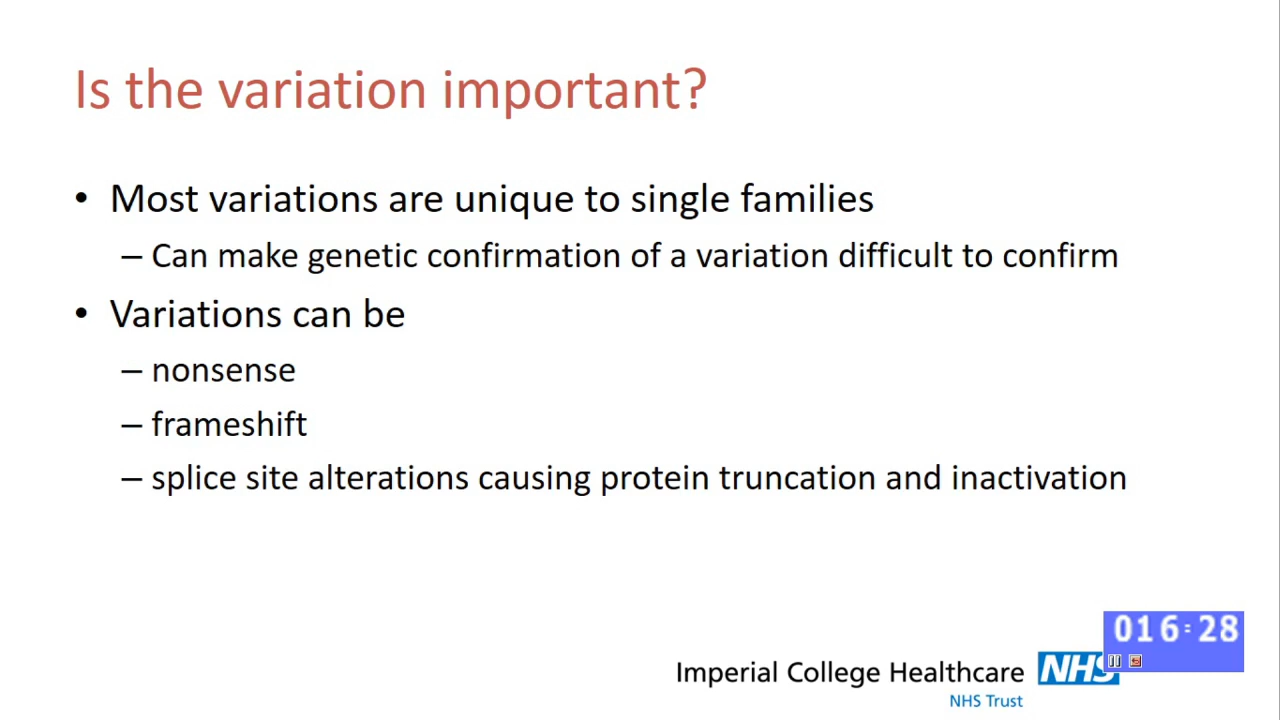 Is the variation important?
• Most variations are unique to single families
– Can make genetic confirmation of a variation difficult to confirm
• Variations can be
– nonsense
– frameshift
– splice site alterations causing protein truncation and inactivation
016:28
Imperial College Healthcare NHS
NHS Trust